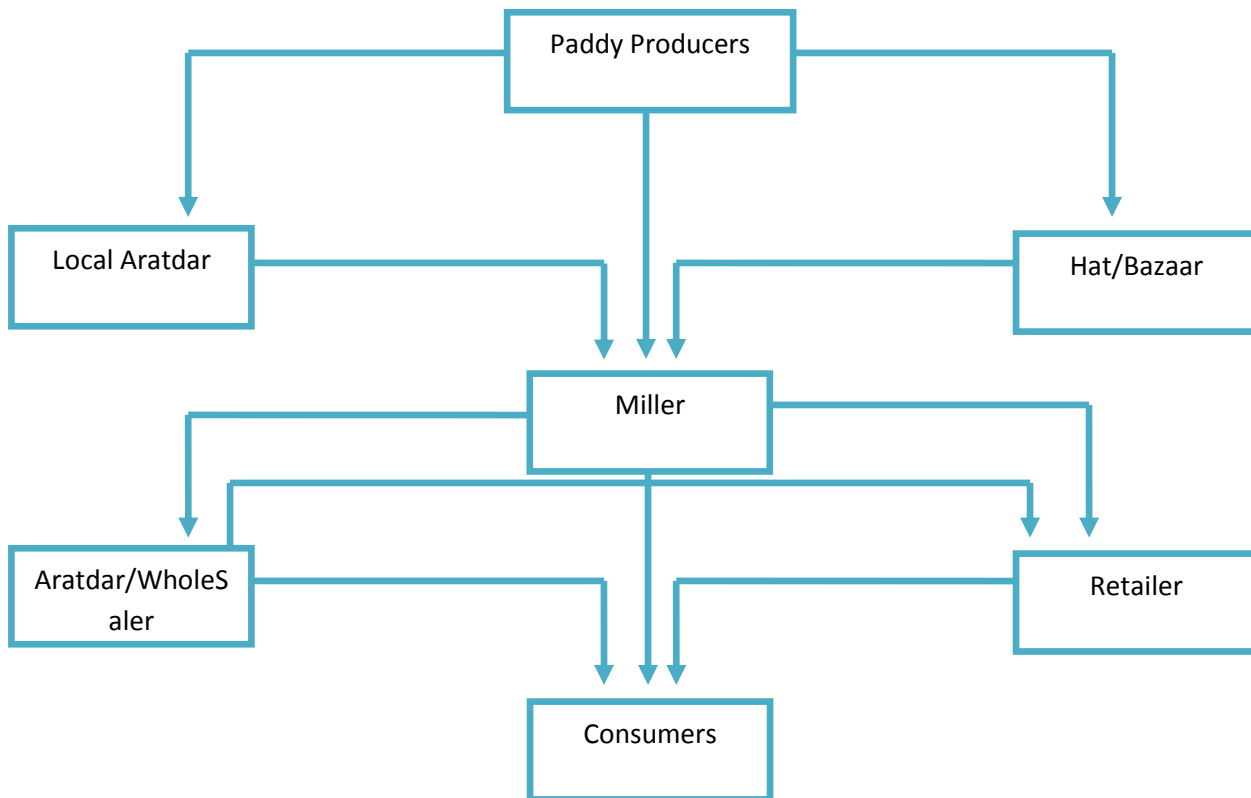 Paddy Producers
Local Aratdar
Hat/Bazaar
Miller
Aratdar/WholeS
aler
Retailer
Consumers